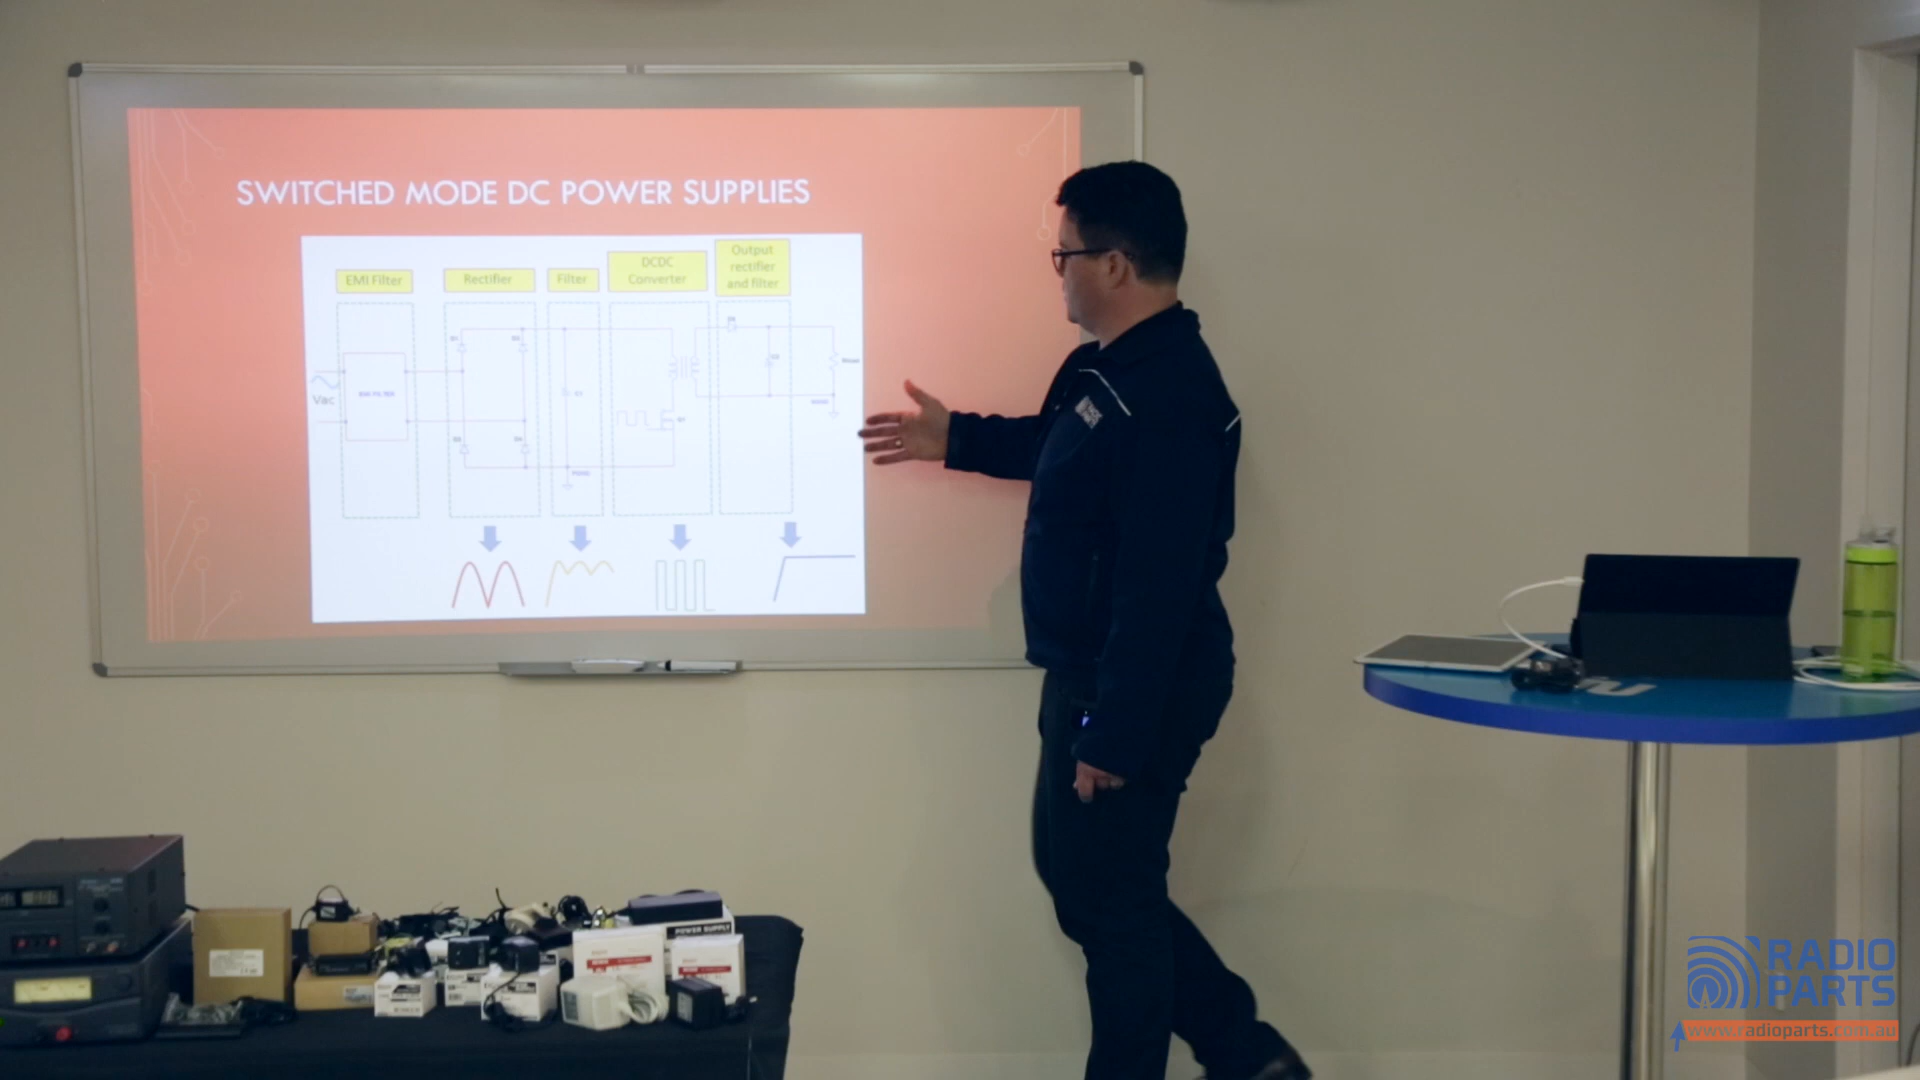 SWITCHED MODE DC POWER SUPPLIES
EMI Filter
Rectifier
Filter
DCDC
Converter
Output
rectifier
and filter
Vac
POWER SUPPLY
RADIO
PARTS
www.radioparts.com.au